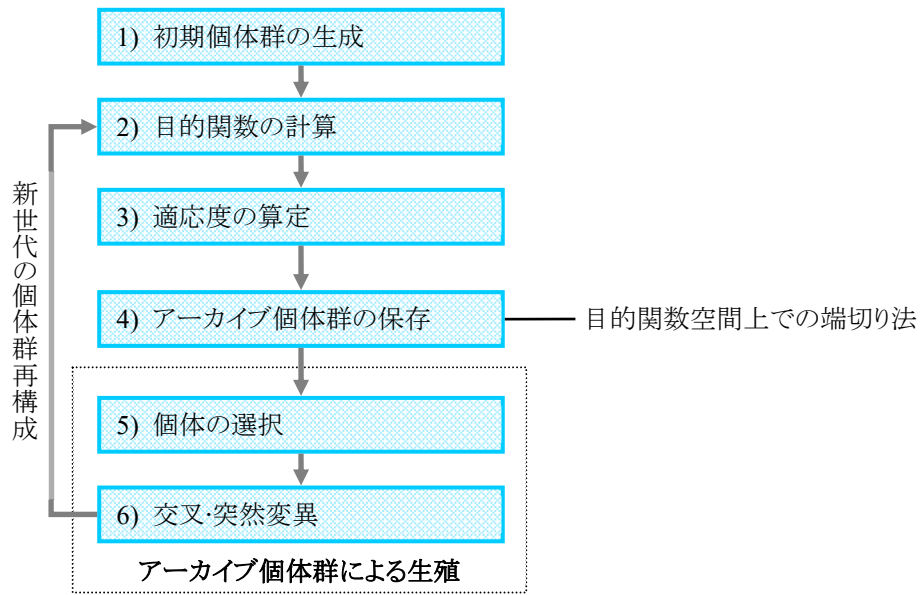 1) 初期個体群の生成
2) 目的関数の計算
3) 適応度の算定
4) アーカイブ個体群の保存
目的関数空間上での端切り法
5) 個体の選択
6) 交叉·突然変異
アーカイブ個体群による生殖
新世代の個体群再構成